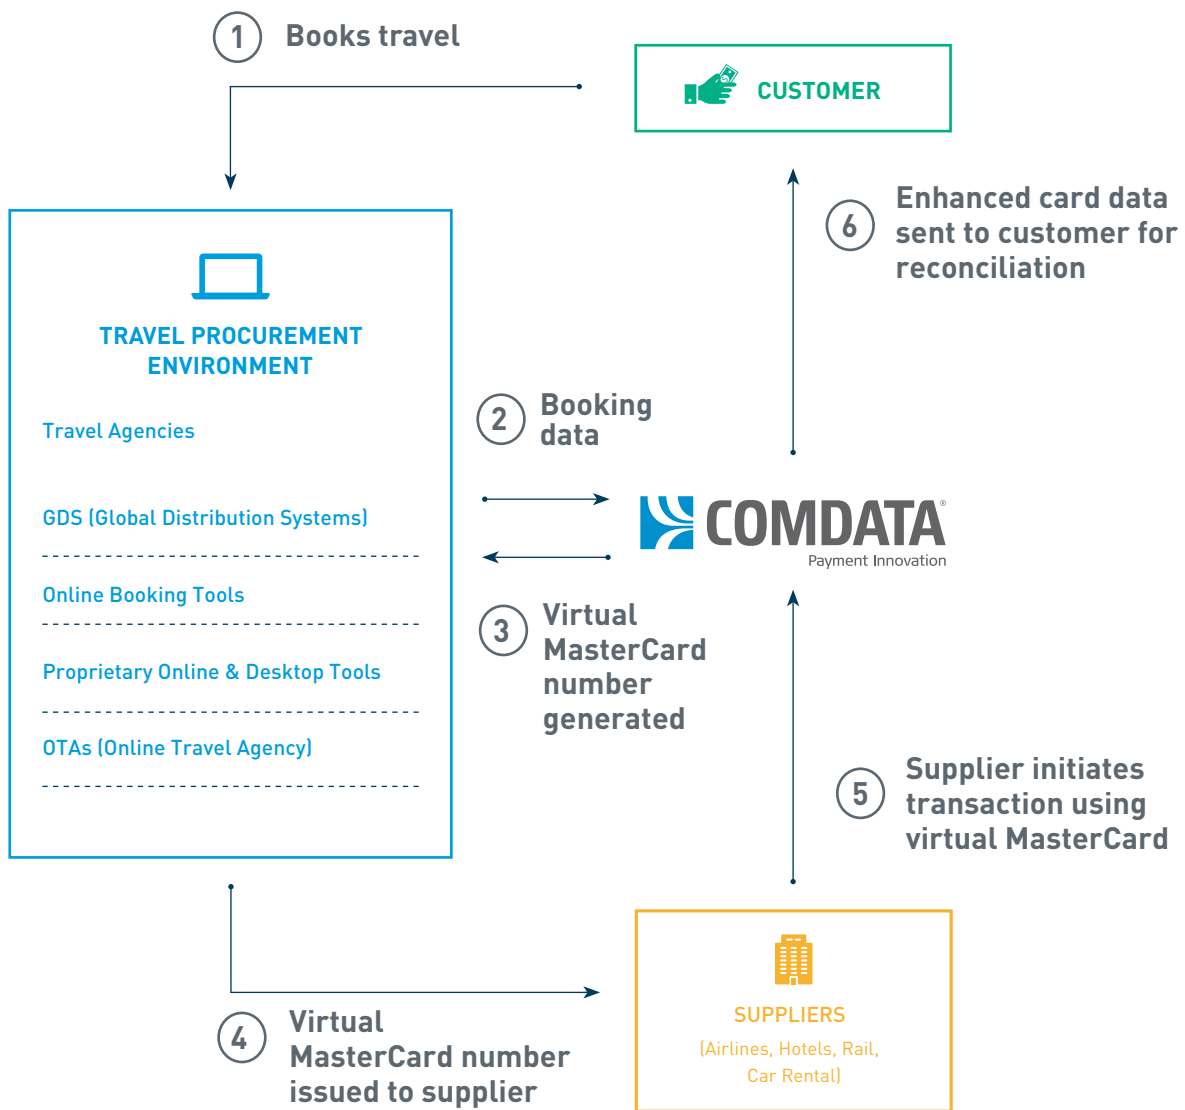 1 Books travel
CUSTOMER
6 Enhanced card data
sent to customer for
reconciliation
TRAVEL PROCUREMENT
ENVIRONMENT
Travel Agencies
GDS (Global Distribution Systems)
Online Booking Tools
Proprietary Online & Desktop Tools
OTAs (Online Travel Agency)
2 Booking
data
COMDATA®
Payment Innovation
3 Virtual
MasterCard
number
generated
5 Supplier initiates
transaction using
virtual MasterCard
4 Virtual
MasterCard number
issued to supplier
SUPPLIERS
(Airlines, Hotels, Rail,
Car Rental)